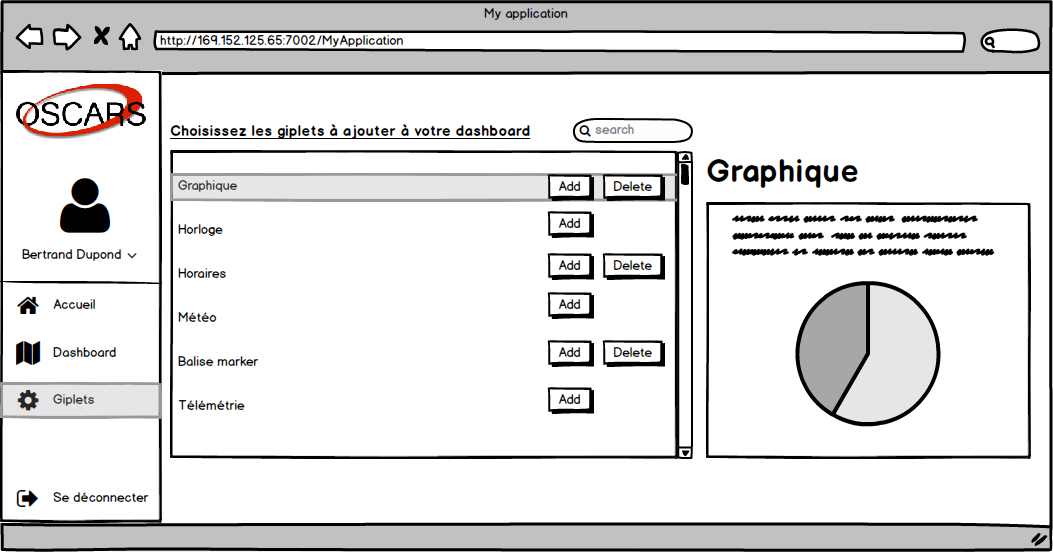 My application
http://169.152.125.65:7002/MyApplication
OSCARS
Bertrand Dupond
Accueil
Dashboard
Giplets
Se déconnecter
Choisissez les giplets à ajouter à votre dashboard
search
Graphique Add Delete
Horloge Add
Horaires Add Delete
Météo Add
Balise marker Add Delete
Télémétrie Add
Graphique